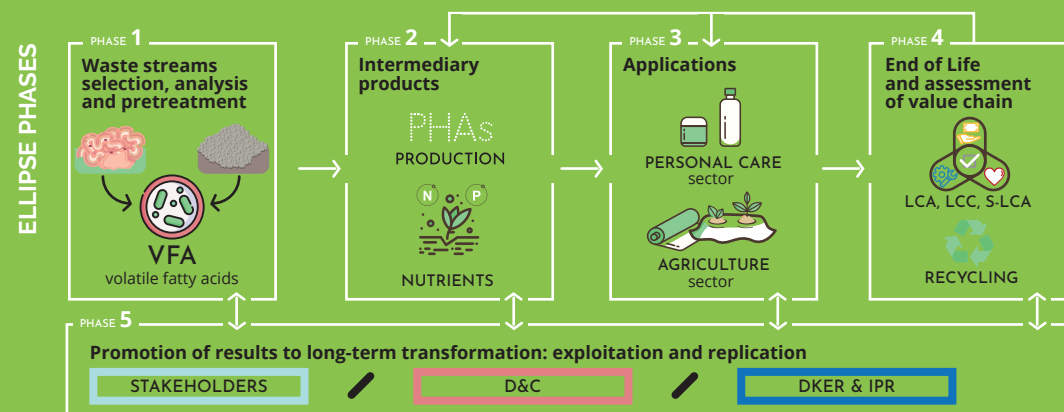 ELLIPSE PHASES
PHASE 1
Waste streams
selection, analysis
and pretreatment
VFA
volatile fatty acids
PHASE 2
Intermediary
products
PHAs
PRODUCTION
N P
NUTRIENTS
PHASE 3
Applications
PERSONAL CARE
sector
AGRICULTURE
sector
PHASE 4
End of Life
and assessment
of value chain
LCA, LCC, S-LCA
RECYCLING
PHASE 5
Promotion of results to long-term transformation: exploitation and replication
STAKEHOLDERS / D&C / DKER & IPR